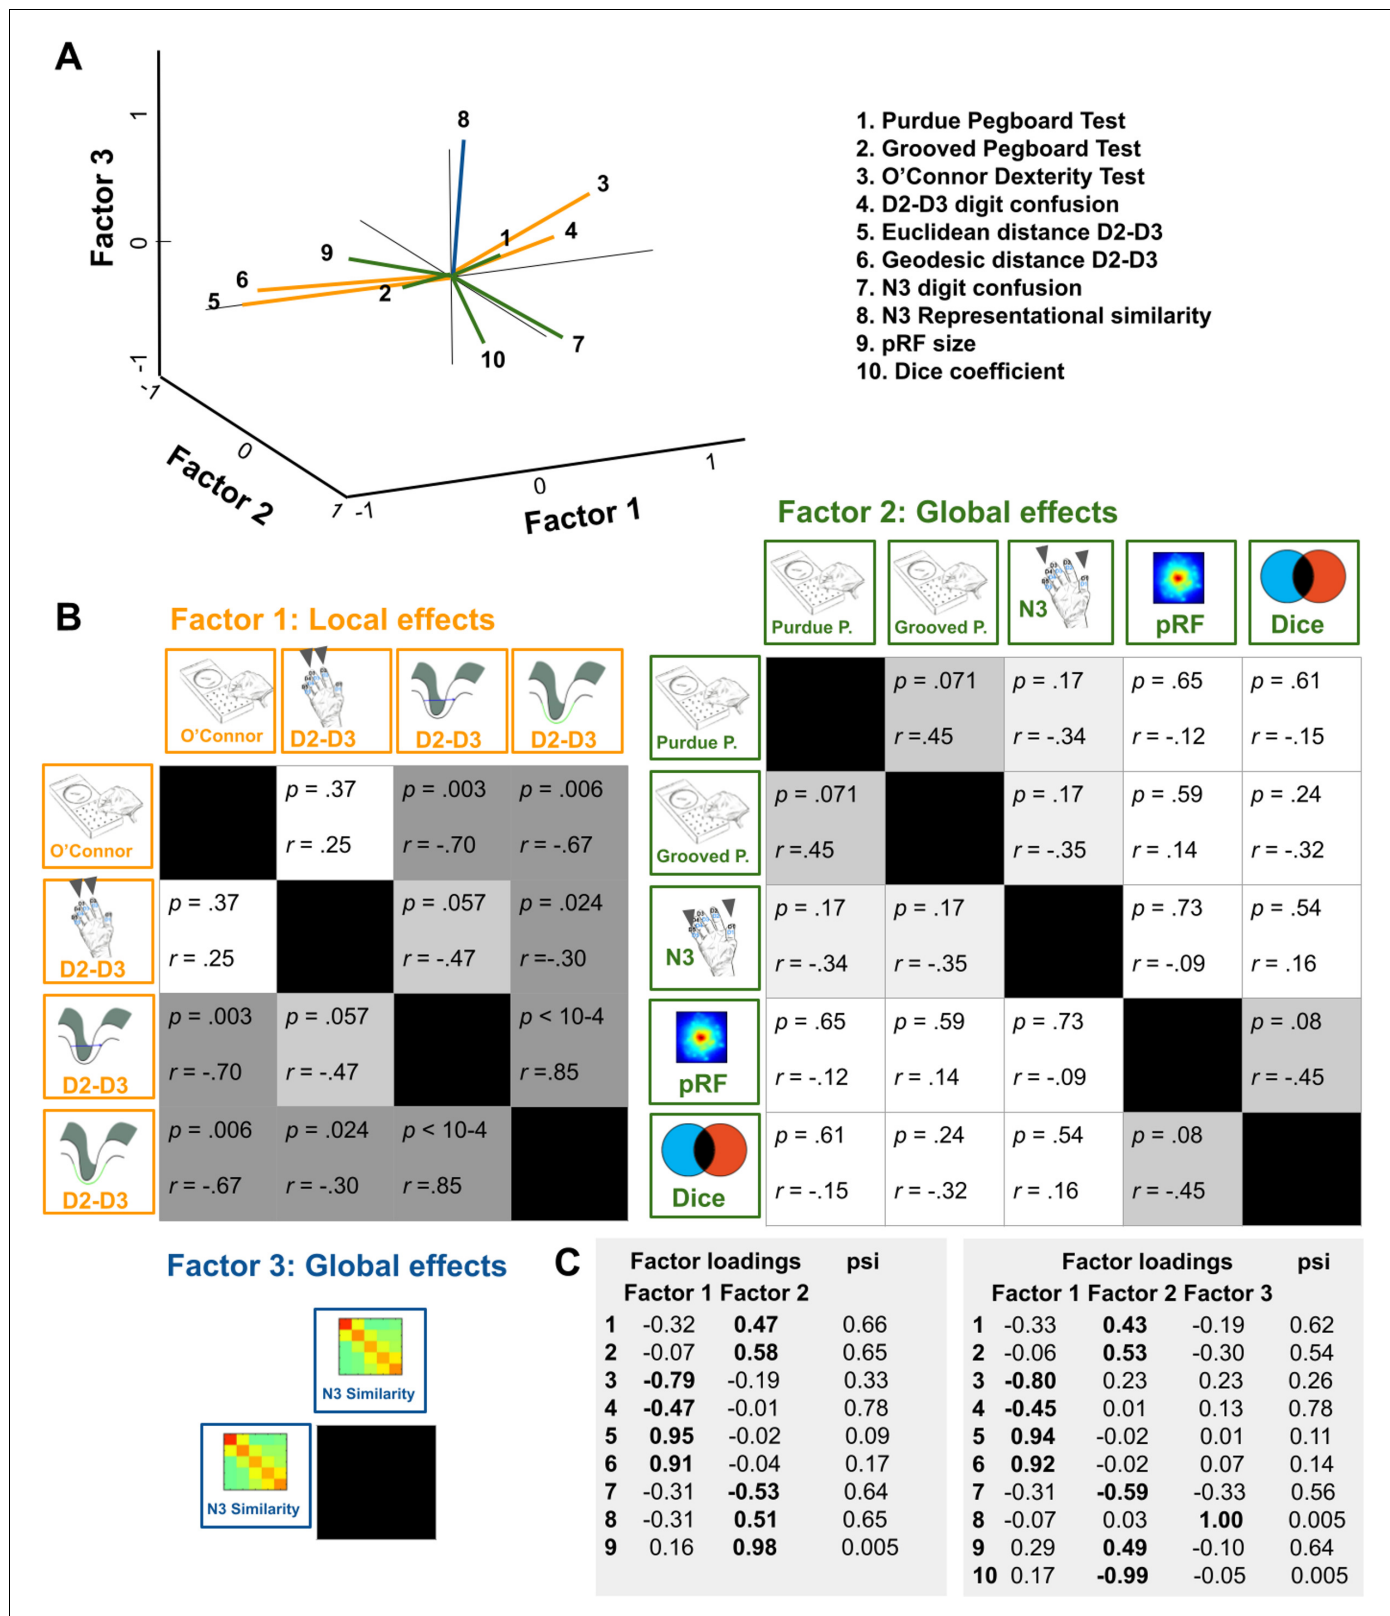 A
Factor 3
1
0
-1
-1
0
1
Factor 2
-1
0
1
Factor 1
8
3
1
4
9
6
2
5
7
10
1. Purdue Pegboard Test
2. Grooved Pegboard Test
3. O'Connor Dexterity Test
4. D2-D3 digit confusion
5. Euclidean distance D2-D3
6. Geodesic distance D2-D3
7. N3 digit confusion
8. N3 Representational similarity
9. pRF size
10. Dice coefficient
B
Factor 1: Local effects
O'Connor D2-D3 D2-D3 D2-D3
O'Connor
p = .37 p = .003 p = .006
r = .25 r = -.70 r = -.67
D2-D3
p = .37 p = .057 p = .024
r = .25 r = -.47 r =-.30
D2-D3
p = .003 p = .057 p < 10-4
r = -.70 r = -.47 r =.85
D2-D3
p = .006 p = .024 p < 10-4
r = -.67 r = -.30 r =.85
Factor 2: Global effects
Purdue P. Grooved P. N3 pRF Dice
Purdue P.
p = .071 p = .17 p = .65 p = .61
r =.45 r = -.34 r = -.12 r = -.15
Grooved P.
p = .071 p = .17 p = .59 p = .24
r =.45 r = -.35 r = .14 r = -.32
N3
p = .17 p = .17 p = .73 p = .54
r = -.34 r = -.35 r = -.09 r = .16
pRF
p = .65 p = .59 p = .73 p = .08
r = -.12 r = .14 r = -.09 r = -.45
Dice
p = .61 p = .24 p = .54 p = .08
r = -.15 r = -.32 r = .16 r = -.45
Factor 3: Global effects
N3 Similarity
N3 Similarity
C
Factor loadings psi
Factor 1 Factor 2
1 -0.32 0.47 0.66
2 -0.07 0.58 0.65
3 -0.79 -0.19 0.33
4 -0.47 -0.01 0.78
5 0.95 -0.02 0.09
6 0.91 -0.04 0.17
7 -0.31 -0.53 0.64
8 -0.31 0.51 0.65
9 0.16 0.98 0.005
Factor loadings psi
Factor 1 Factor 2 Factor 3
1 -0.33 0.43 -0.19 0.62
2 -0.06 0.53 -0.30 0.54
3 -0.80 0.23 0.23 0.26
4 -0.45 0.01 0.13 0.78
5 0.94 -0.02 0.01 0.11
6 0.92 -0.02 0.07 0.14
7 -0.31 -0.59 -0.33 0.56
8 -0.07 0.03 1.00 0.005
9 0.29 0.49 -0.10 0.64
10 0.17 -0.99 -0.05 0.005